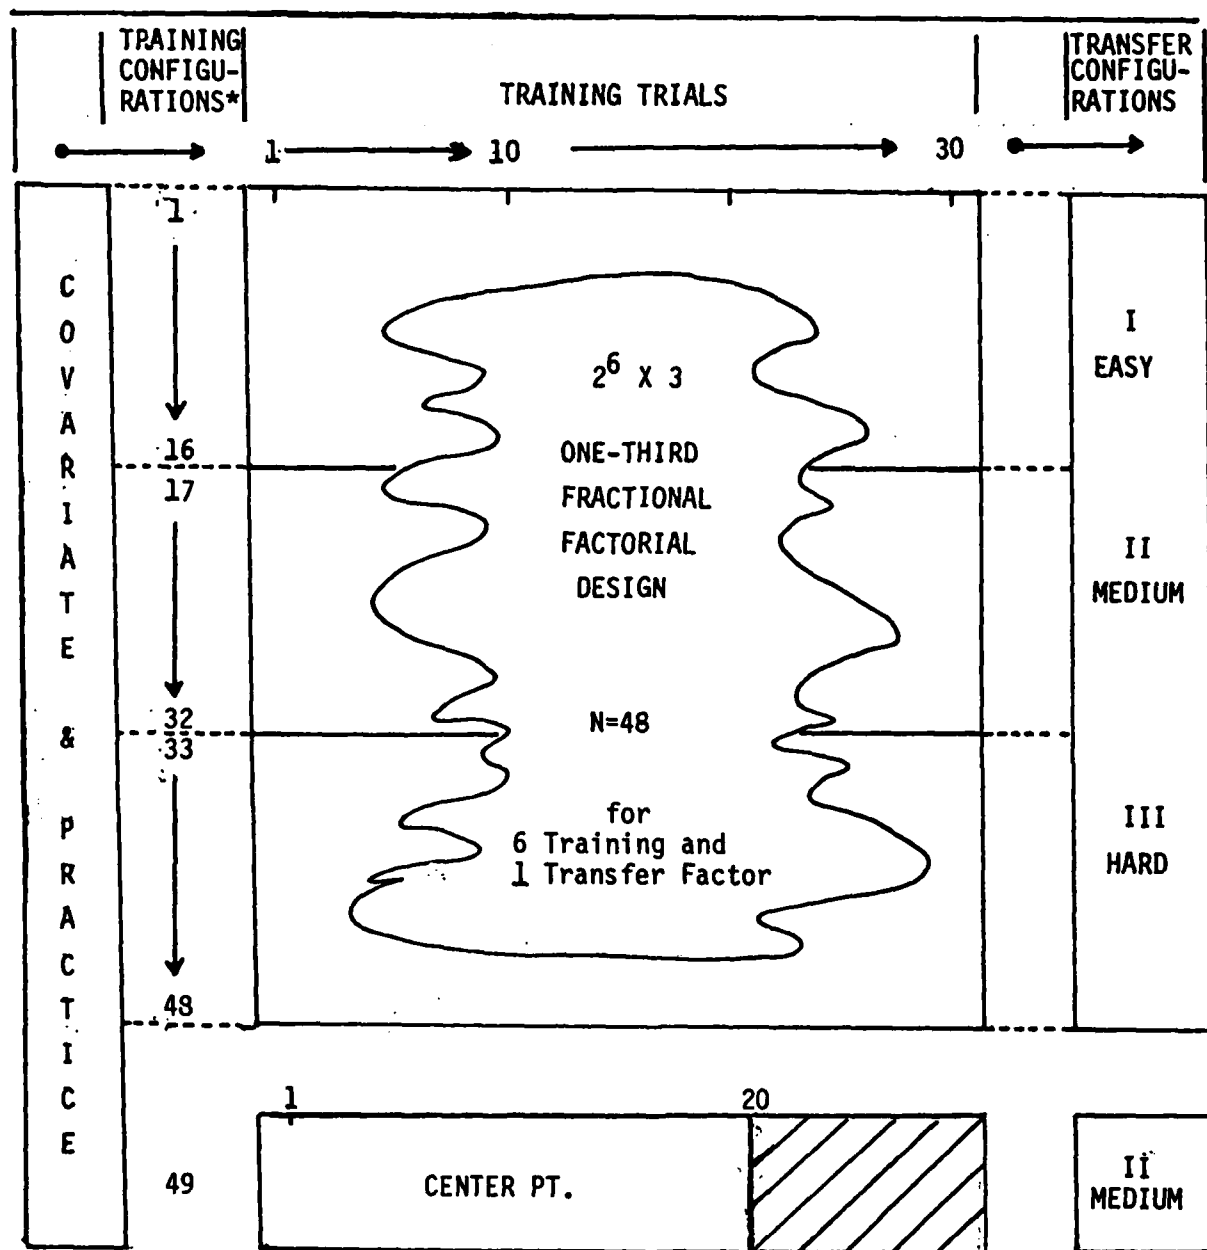 TRAINING
CONFIGU-
RATIONS*
TRAINING TRIALS
TRANSFER
CONFIGU-
RATIONS
1 10 30
COVARIATE & PRACTICE
1
16
17
32
33
48
2⁶ X 3
ONE-THIRD
FRACTIONAL
FACTORIAL
DESIGN
N=48
for
6 Training and
1 Transfer Factor
I
EASY
II
MEDIUM
III
HARD
1 20
49
CENTER PT.
II
MEDIUM